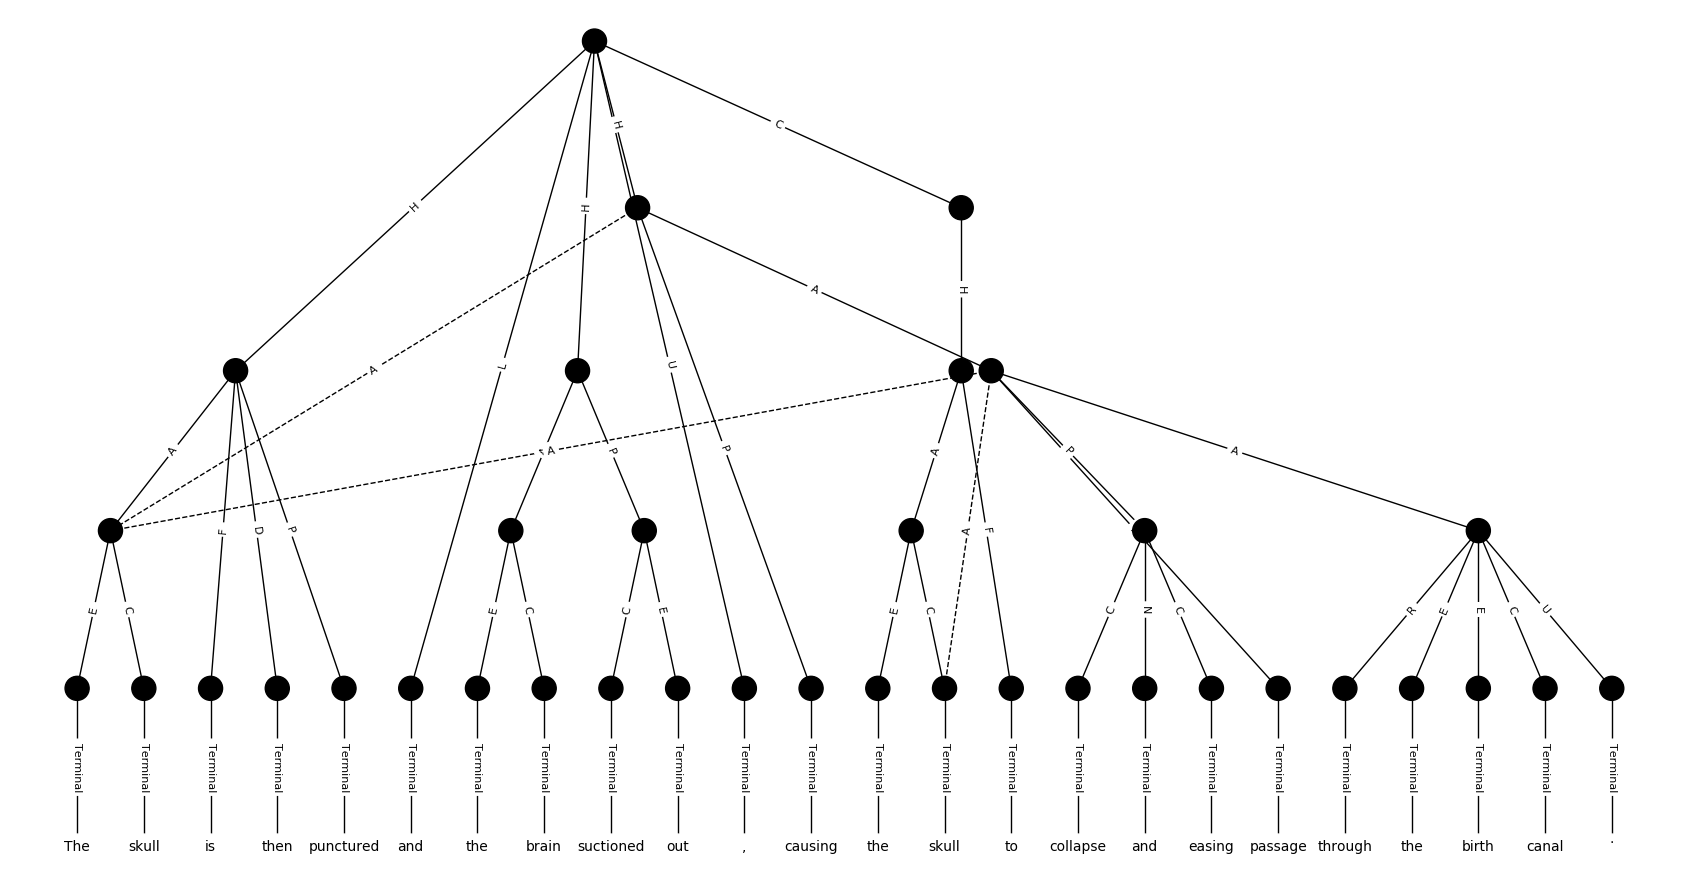 H
C
H
H
H
A
A
L
U
A
F
D
P
A
P
P
A
A
F
P
A
E
C
E
C
C
E
E
C
C
N
C
R
E
E
C
U
Terminal Terminal Terminal Terminal Terminal Terminal Terminal Terminal Terminal Terminal Terminal Terminal Terminal Terminal Terminal Terminal Terminal Terminal Terminal Terminal Terminal Terminal Terminal Terminal
The skull is then punctured and the brain suctioned out , causing the skull to collapse and easing passage through the birth canal .